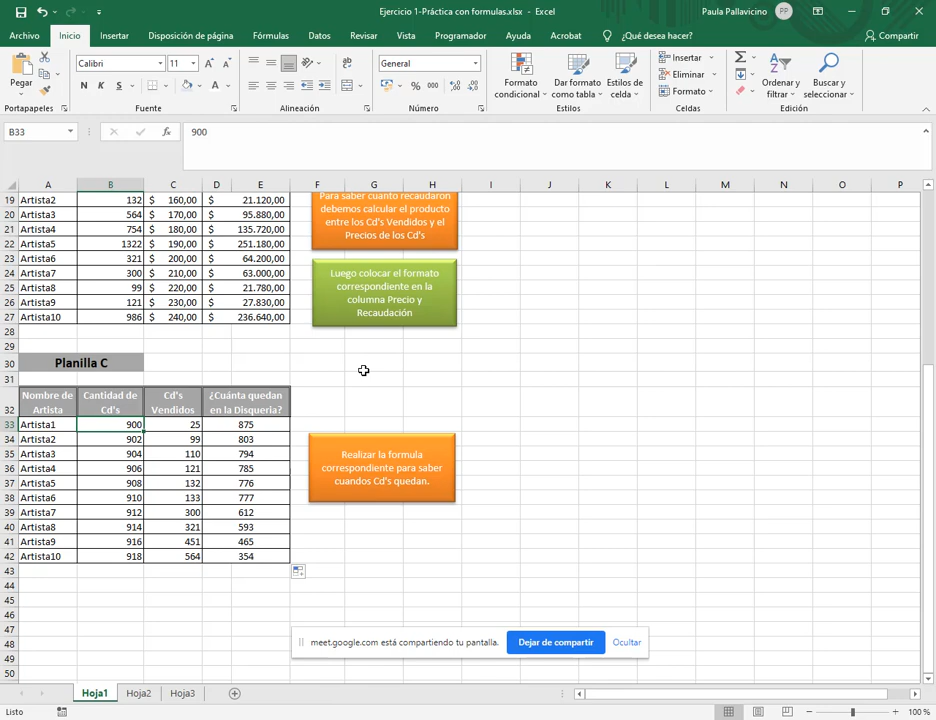 Ejercicio 1-Práctica con formulas.xlsx - Excel
Paula Pallavicino PP
Archivo Inicio Insertar Disposición de página Fórmulas Datos Revisar Vista Programador Ayuda Acrobat ¿Qué desea hacer? Compartir
Pegar
Calibri 11
N K S
General
% 000
Formato condicional
Dar formato como tabla
Estilos de celda
Insertar
Eliminar
Formato
Ordenar y filtrar
Buscar y seleccionar
Portapapeles Fuente Alineación Número Estilos Celdas Edición
B33 fx 900
A B C D E F G H I J K L M N O P
19 Artista2 132 $ 160,00 $ 21.120,00
20 Artista3 564 $ 170,00 $ 95.880,00
21 Artista4 754 $ 180,00 $ 135.720,00
22 Artista5 1322 $ 190,00 $ 251.180,00
23 Artista6 321 $ 200,00 $ 64.200,00
24 Artista7 300 $ 210,00 $ 63.000,00
25 Artista8 99 $ 220,00 $ 21.780,00
26 Artista9 121 $ 230,00 $ 27.830,00
27 Artista10 986 $ 240,00 $ 236.640,00
Para saber cuanto recaudaron
debemos calcular el producto
entre los Cd's Vendidos y el
Precios de los Cd's
Luego colocar el formato
correspondiente en la
columna Precio y
Recaudación
28
29
30 Planilla C
31
32 Nombre de Artista Cantidad de Cd's Cd's Vendidos ¿Cuánta quedan en la Disqueria?
33 Artista1 900 25 875
34 Artista2 902 99 803
35 Artista3 904 110 794
36 Artista4 906 121 785
37 Artista5 908 132 776
38 Artista6 910 133 777
39 Artista7 912 300 612
40 Artista8 914 321 593
41 Artista9 916 451 465
42 Artista10 918 564 354
Realizar la formula
correspondiente para saber
cuandos Cd's quedan.
43
44
45
46
47
48
49
50
meet.google.com está compartiendo tu pantalla. Dejar de compartir Ocultar
Hoja1 Hoja2 Hoja3
Listo 100 %